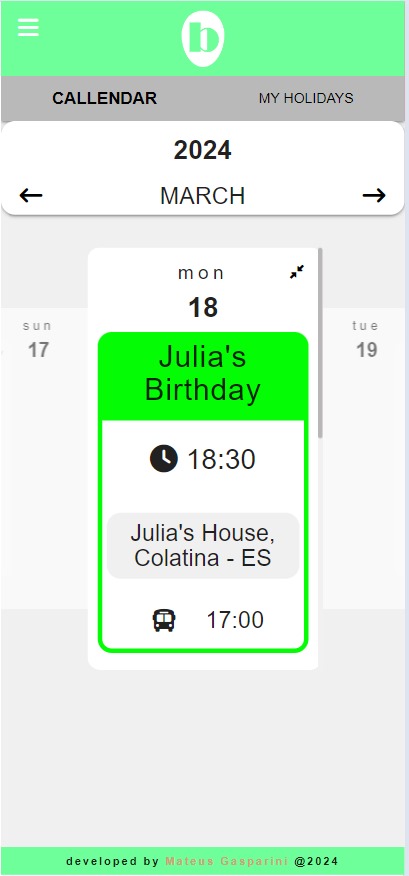 b
CALLENDAR MY HOLIDAYS
2024
MARCH
mon
18
sun
17
tue
19
Julia's
Birthday
18:30
Julia's House,
Colatina - ES
17:00
developed by Mateus Gasparini @2024